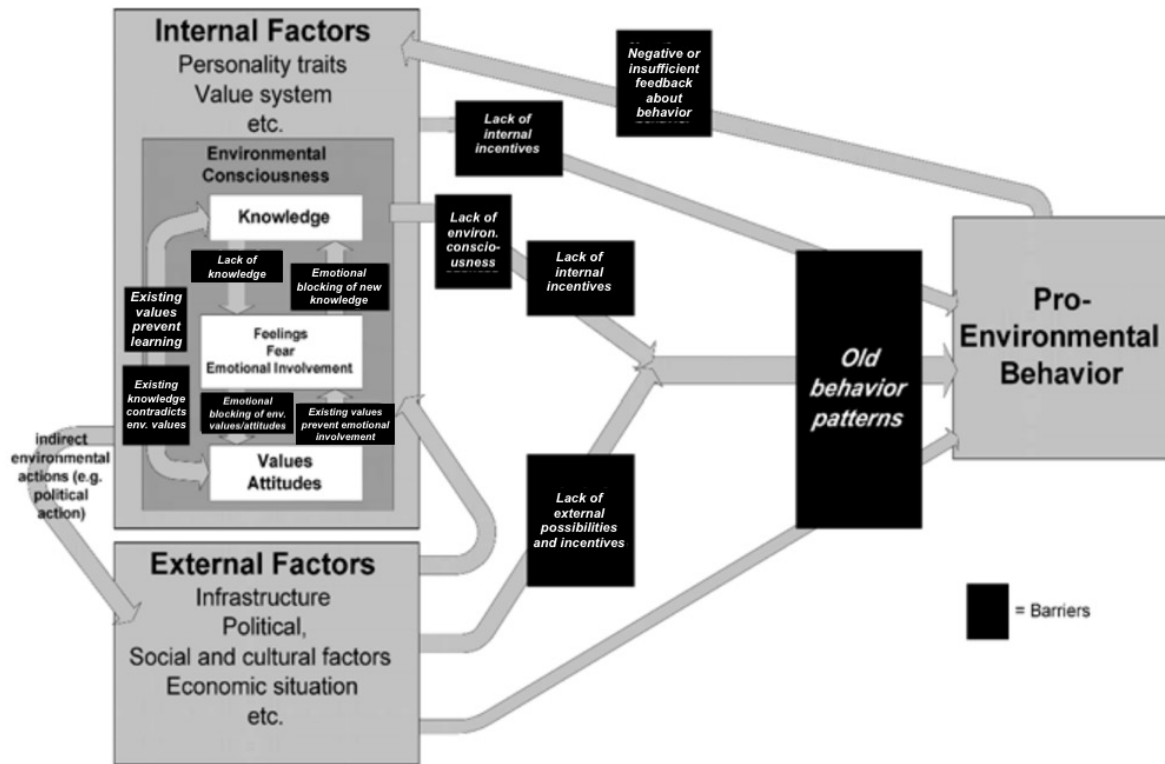 Internal Factors
Personality traits
Value system
etc.
Environmental
Consciousness
Knowledge
Lack of
knowledge
Emotional
blocking of new
knowledge
Existing
values
prevent
learning
Feelings
Fear
Emotional Involvement
Existing
knowledge
contradicts
env. values
Emotional
blocking of env.
values/attitudes
Existing values
prevent emotional
involvement
Values
Attitudes
indirect
environmental
actions (e.g.
political
action)
External Factors
Infrastructure
Political,
Social and cultural factors
Economic situation
etc.
Negative or
insufficient
feedback
about
behavior
Lack of
internal
incentives
Lack of
environ.
conscio-
usness
Lack of
internal
incentives
Lack of
external
possibilities
and incentives
Old
behavior
patterns
Pro-
Environmental
Behavior
= Barriers